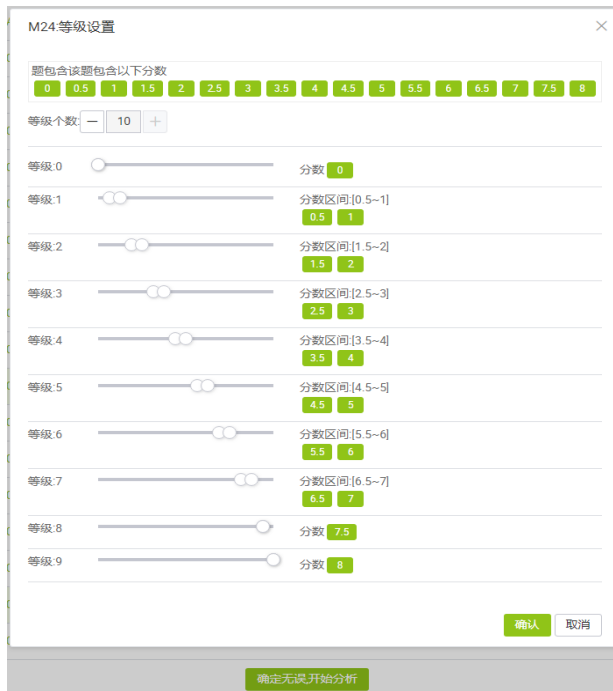 M24:等级设置
题包含该题包含以下分数
0 0.5 1 1.5 2 2.5 3 3.5 4 4.5 5 5.5 6 6.5 7 7.5 8
等级个数: — 10 +
等级:0 分数 0
等级:1 分数区间:[0.5~1]
0.5 1
等级:2 分数区间:[1.5~2]
1.5 2
等级:3 分数区间:[2.5~3]
2.5 3
等级:4 分数区间:[3.5~4]
3.5 4
等级:5 分数区间:[4.5~5]
4.5 5
等级:6 分数区间:[5.5~6]
5.5 6
等级:7 分数区间:[6.5~7]
6.5 7
等级:8 分数 7.5
等级:9 分数 8
确认 取消
确定无误,开始分析